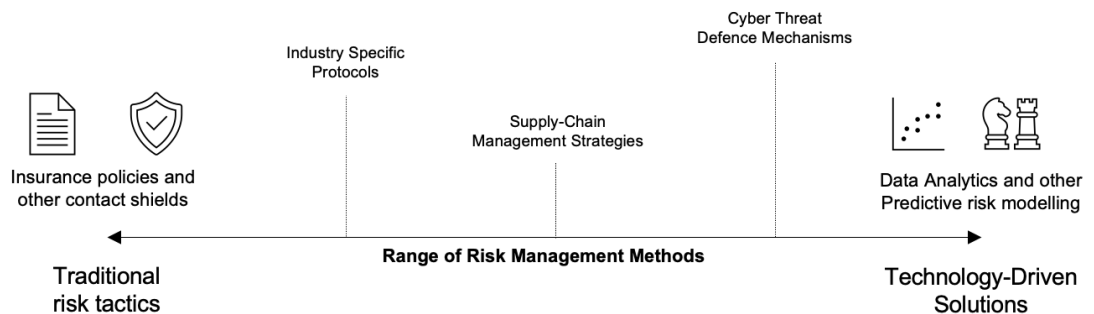 Cyber Threat
Defence Mechanisms
Industry Specific
Protocols
Supply-Chain
Management Strategies
Insurance policies and
other contact shields
Data Analytics and other
Predictive risk modelling
Range of Risk Management Methods
Traditional
risk tactics
Technology-Driven
Solutions